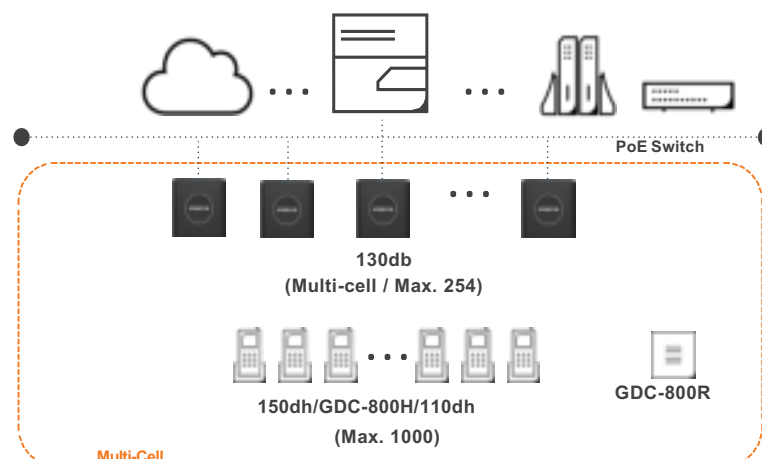 PoE Switch
130db
(Multi-cell / Max. 254)
150dh/GDC-800H/110dh
(Max. 1000)
GDC-800R
Multi-Cell